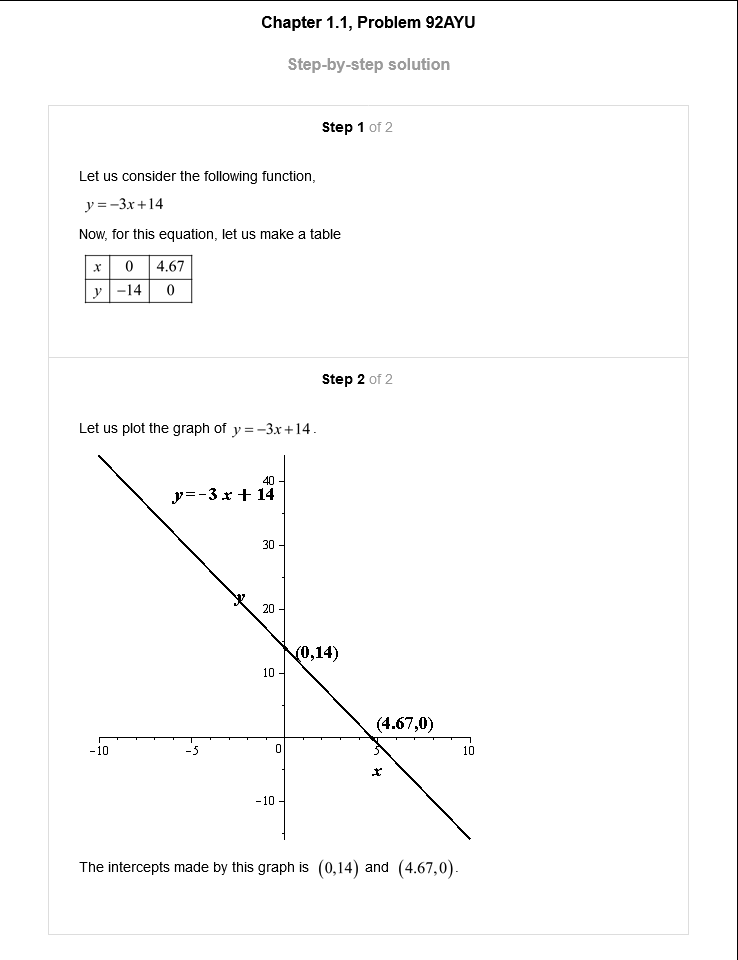 Chapter 1.1, Problem 92AYU
Step-by-step solution
Step 1 of 2
Let us consider the following function,
y = −3x + 14
Now, for this equation, let us make a table
x 0 4.67
y −14 0
Step 2 of 2
Let us plot the graph of y = −3x + 14.
40
y = −3 x + 14
30
y
20
(0,14)
10
(4.67,0)
−10 −5 0 5 10
x
−10
The intercepts made by this graph is (0,14) and (4.67,0).